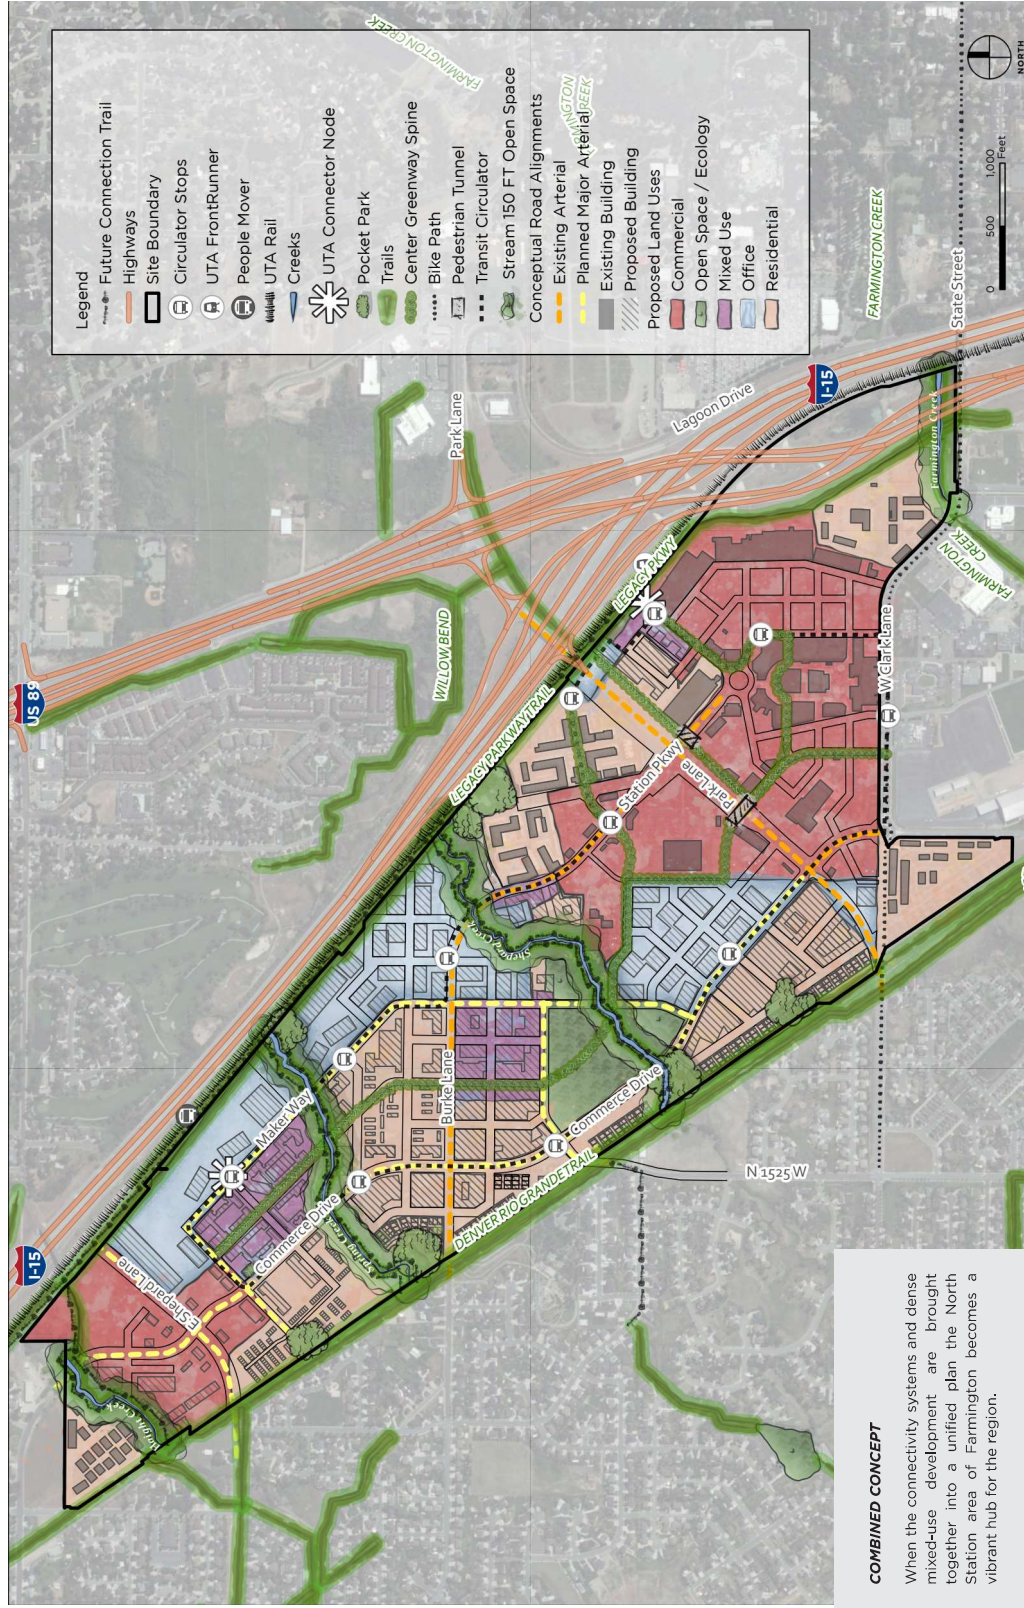 Legend
Future Connection Trail
Highways
Site Boundary
Circulator Stops
UTA FrontRunner
People Mover
UTA Rail
Creeks
UTA Connector Node
Pocket Park
Trails
Center Greenway Spine
Bike Path
Pedestrian Tunnel
Transit Circulator
Stream 150 FT Open Space
Conceptual Road Alignments
Existing Arterial
Planned Major Arterial
Existing Building
Proposed Building
Proposed Land Uses
Commercial
Open Space / Ecology
Mixed Use
Office
Residential
FARMINGTON CREEK
FARMINGTON
CREEK
FARMINGTON CREEK
NORTH
0 500 1,000
Feet
State Street
I-15
Lagoon Drive
Park Lane
US 89
WILLOW BEND
LEGACY PKWY
LEGACY PARKWAY TRAIL
Farmington Creek
FARMINGTON
CREEK
W Clark Lane
Station Pkwy
Park Lane
Shepard Creek
Burke Lane
Maker Way
Commerce Drive
Commerce Drive
DENVER RIO GRANDE TRAIL
N 1525 W
Spring Creek
E Shepard Lane
I-15
Haight Creek
COMBINED CONCEPT
When the connectivity systems and dense
mixed-use development are brought
together into a unified plan the North
Station area of Farmington becomes a
vibrant hub for the region.